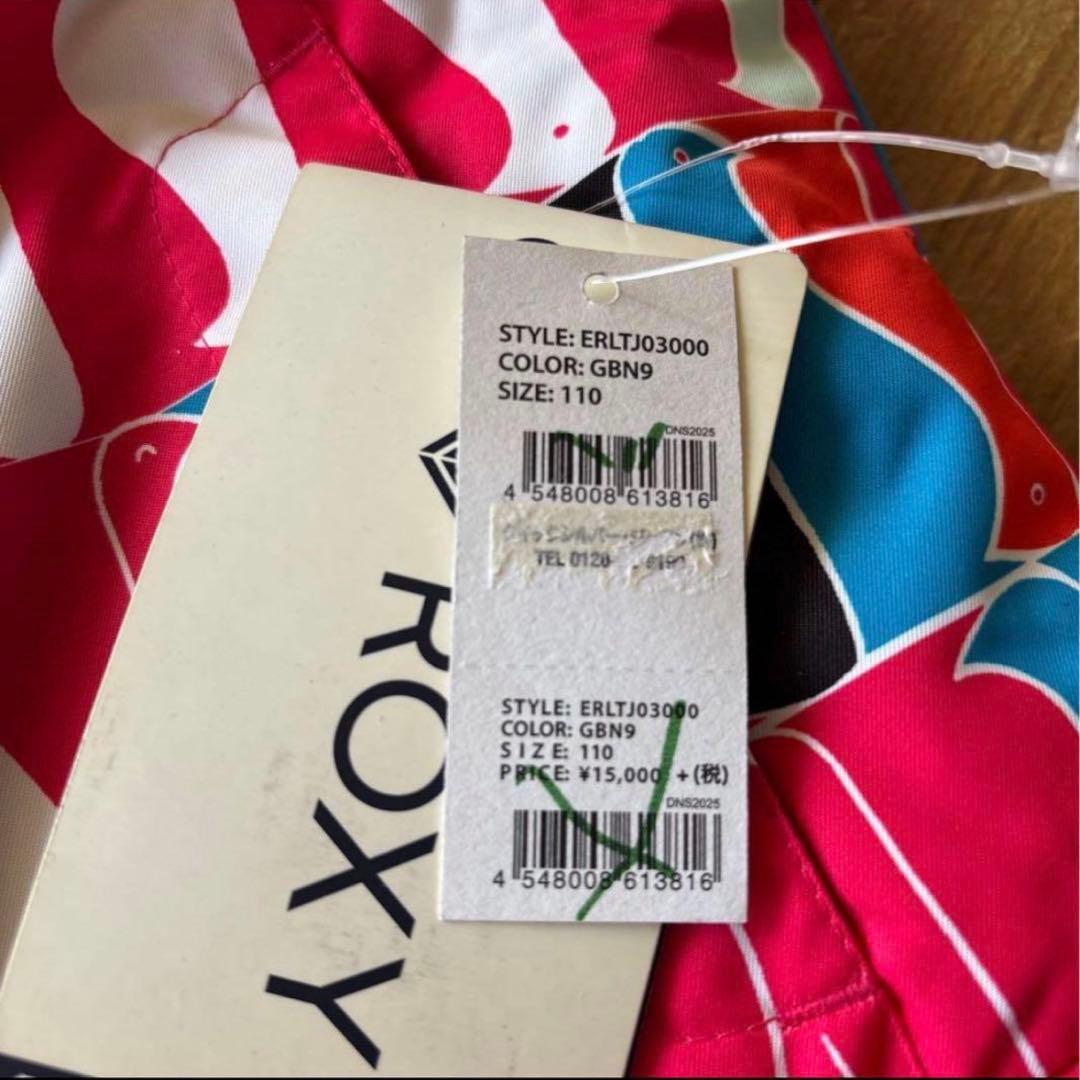 STYLE: ERLTJ03000
COLOR: GBN9
SIZE: 110
DNS2025
4 548008 613816
TEL 0120-
STYLE: ERLTJ03000
COLOR: GBN9
SIZE: 110
PRICE: ¥15,000 +(税)
DNS2025
4 548008 613816
ROXY